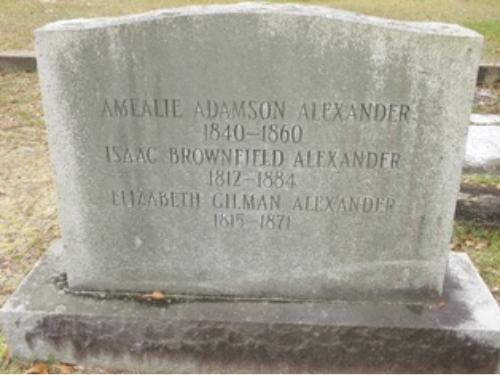 AMEALIE ADAMSON ALEXANDER
1840–1860
ISAAC BROWNFIELD ALEXANDER
1812–1884
ELIZABETH GILMAN ALEXANDER
1815–1871